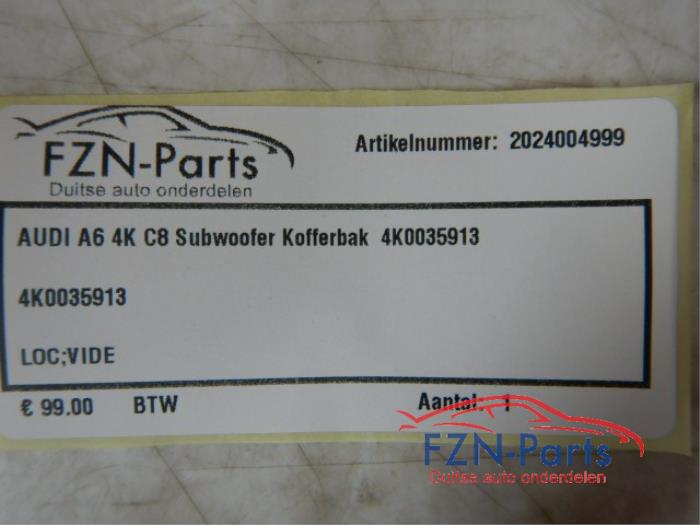 FZN-Parts
Duitse auto onderdelen
Artikelnummer: 2024004999
AUDI A6 4K C8 Subwoofer Kofferbak 4K0035913
4K0035913
LOC;VIDE
€ 99.00 BTW Aantal: 1
FZN-Parts
Duitse auto onderdelen